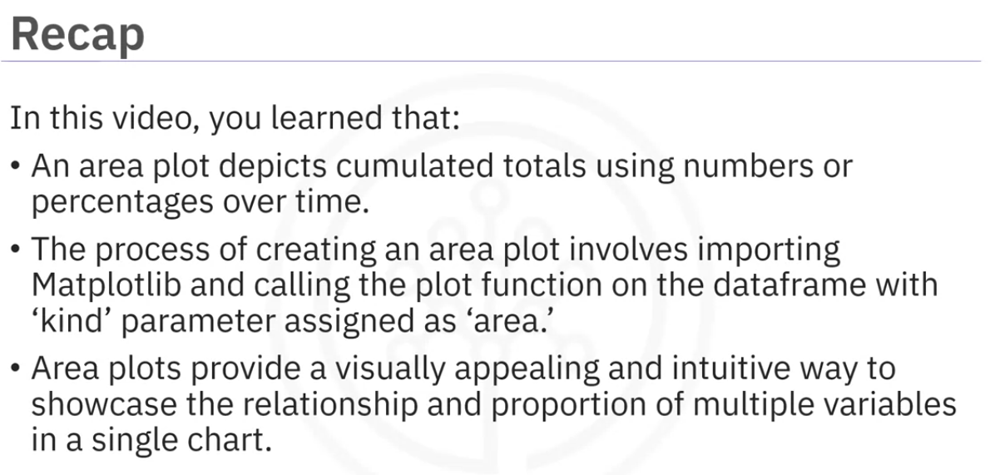 Recap
In this video, you learned that:
• An area plot depicts cumulated totals using numbers or
percentages over time.
• The process of creating an area plot involves importing
Matplotlib and calling the plot function on the dataframe with
‘kind’ parameter assigned as ‘area.’
• Area plots provide a visually appealing and intuitive way to
showcase the relationship and proportion of multiple variables
in a single chart.